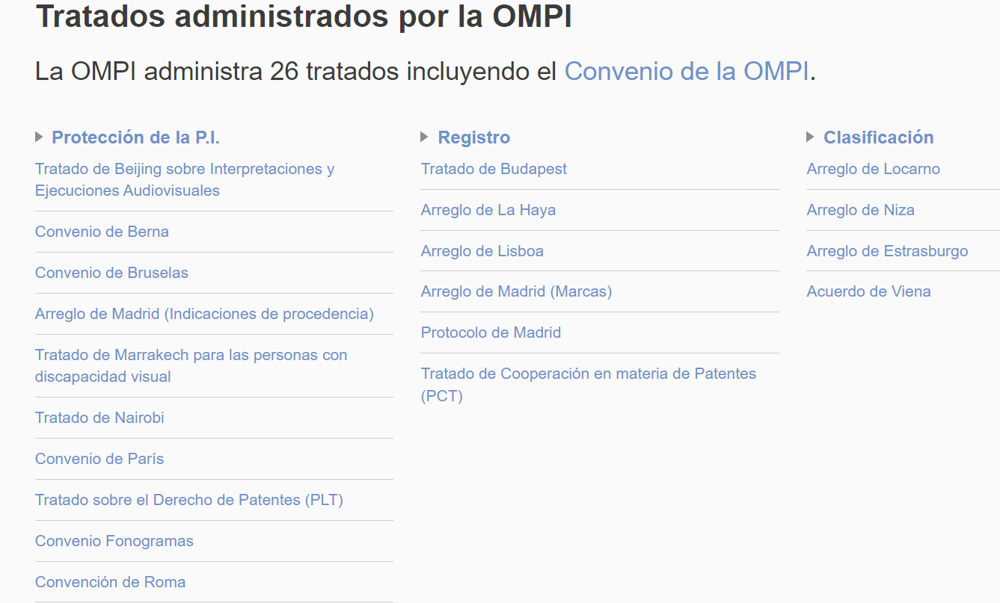 Tratados administrados por la OMPI
La OMPI administra 26 tratados incluyendo el Convenio de la OMPI.
Protección de la P.I.
Tratado de Beijing sobre Interpretaciones y
Ejecuciones Audiovisuales
Convenio de Berna
Convenio de Bruselas
Arreglo de Madrid (Indicaciones de procedencia)
Tratado de Marrakech para las personas con
discapacidad visual
Tratado de Nairobi
Convenio de París
Tratado sobre el Derecho de Patentes (PLT)
Convenio Fonogramas
Convención de Roma
Registro
Tratado de Budapest
Arreglo de La Haya
Arreglo de Lisboa
Arreglo de Madrid (Marcas)
Protocolo de Madrid
Tratado de Cooperación en materia de Patentes
(PCT)
Clasificación
Arreglo de Locarno
Arreglo de Niza
Arreglo de Estrasburgo
Acuerdo de Viena